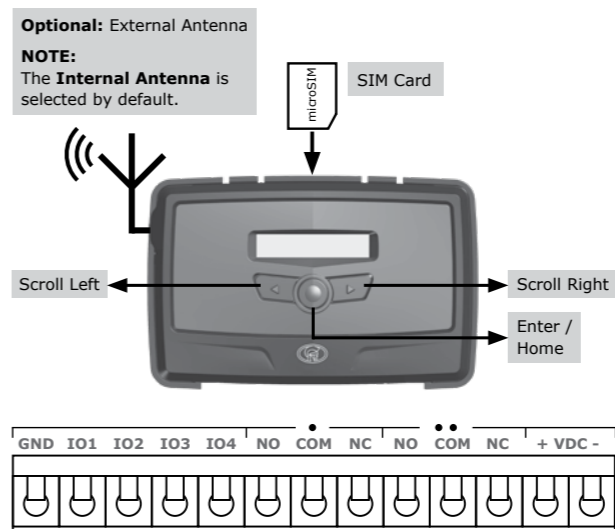 Optional: External Antenna
NOTE:
The Internal Antenna is
selected by default.
microSIM
SIM Card
Scroll Left
Scroll Right
Enter /
Home
GND IO1 IO2 IO3 IO4 NO COM NC NO COM NC + VDC -